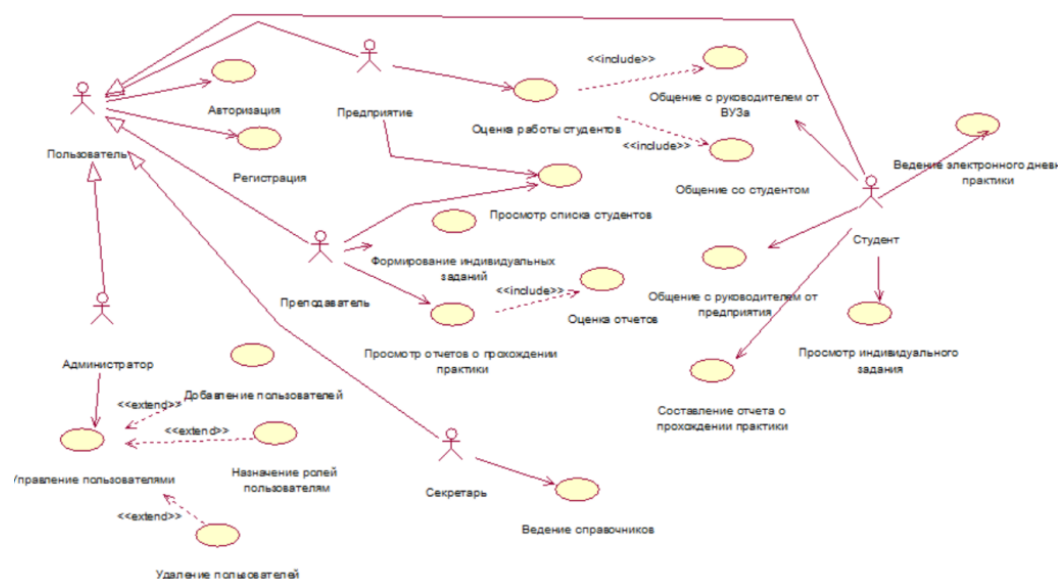 <<include>>
Общение с руководителем от
ВУЗа
Авторизация
Предприятие
Оценка работы студентов
<<include>>
Пользователь
Регистрация
Общение со студентом
Ведение электронного
практики
Просмотр списка студентов
Студент
Формирование индивидуальных
заданий
Преподаватель
<<include>>
Оценка отчетов
Общение с руководителем от
предприятия
Просмотр отчетов о прохождении
практики
Просмотр индивидуального
задания
Администратор
Добавление пользователей
<<extend>>
Составление отчета о
прохождении практики
<<extend>>
Управление пользователями
Назначение ролей
пользователям
Секретарь
<<extend>>
Ведение справочников
Удаление пользователей